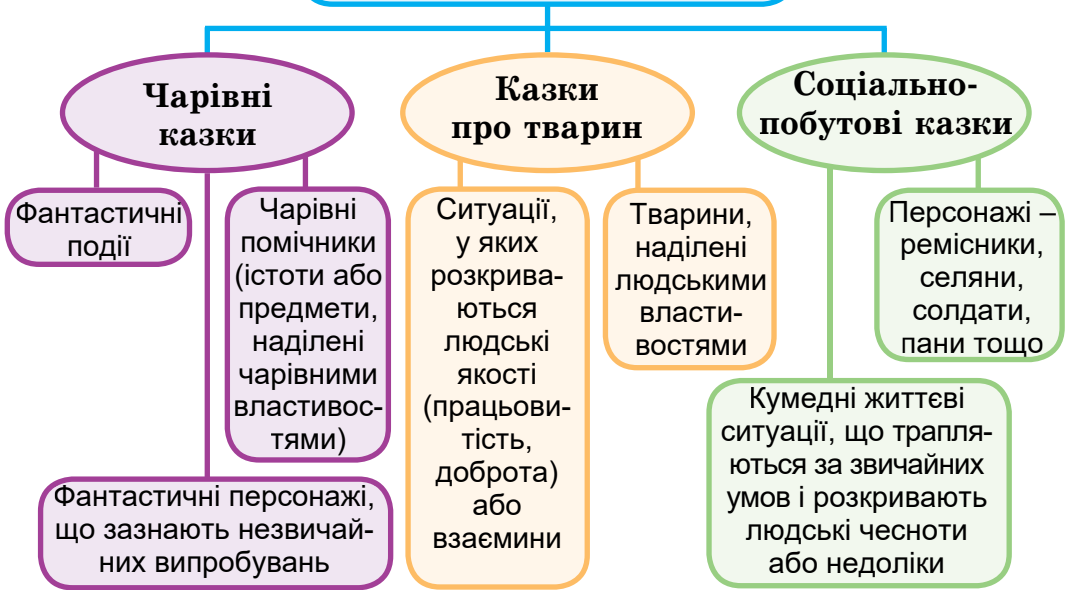 Чарівні
казки
Казки
про тварин
Соціально-
побутові казки
Фантастичні
події
Чарівні
помічники
(істоти або
предмети,
наділені
чарівними
властивос-
тями)
Фантастичні персонажі,
що зазнають незвичай-
них випробувань
Ситуації,
у яких
розкрива-
ються
людські
якості
(працьови-
тість,
доброта)
або
взаємини
Тварини,
наділені
людськими
власти-
востями
Персонажі –
ремісники,
селяни,
солдати,
пани тощо
Кумедні життєві
ситуації, що трапля-
ються за звичайних
умов і розкривають
людські чесноти
або недоліки